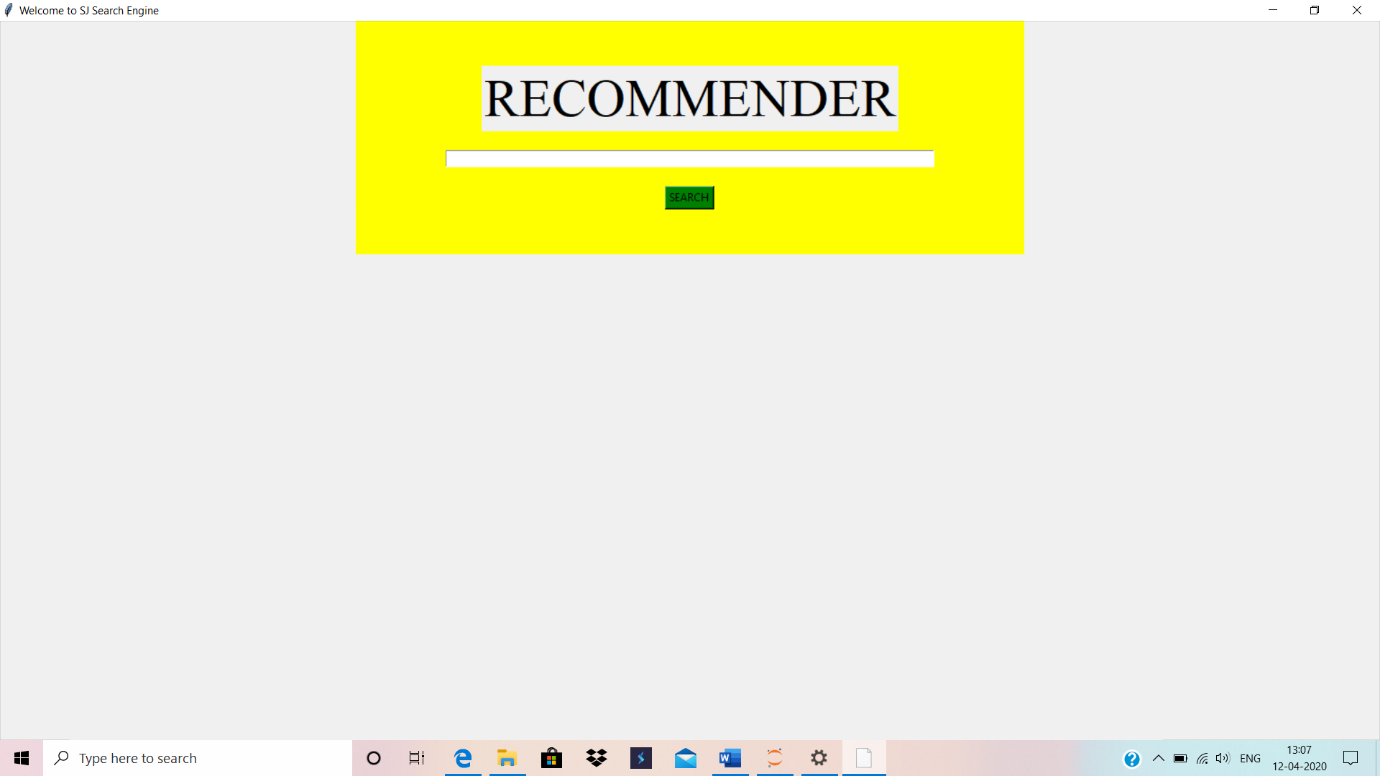 Welcome to SJ Search Engine
RECOMMENDER
SEARCH
Type here to search
ENG
13:07
12-04-2020